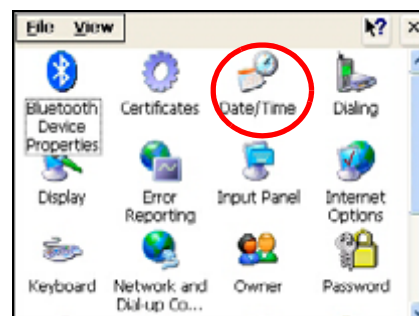 File View
Bluetooth Device Properties
Certificates
Date/Time
Dialing
Display
Error Reporting
Input Panel
Internet Options
Keyboard
Network and Dial-up Co...
Owner
Password